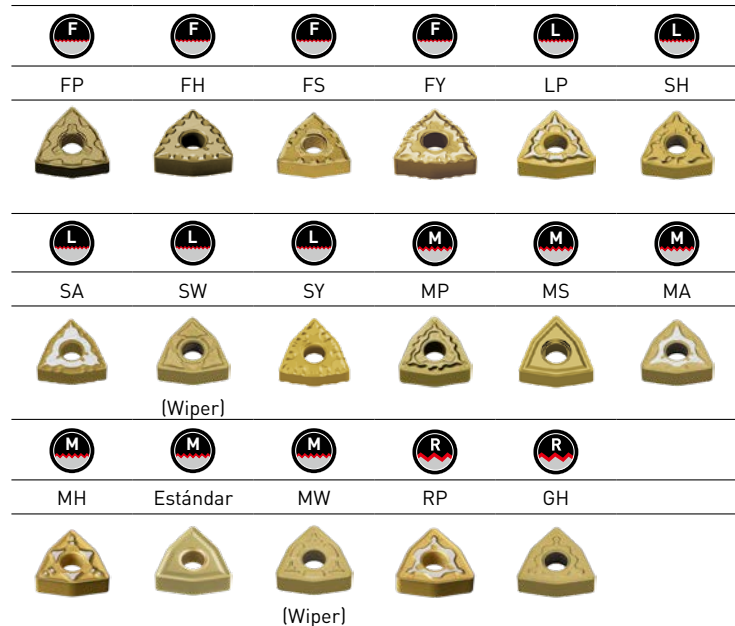 F F F F L L
FP FH FS FY LP SH
L L L M M M
SA SW SY MP MS MA
(Wiper)
M M M R R
MH Estándar MW RP GH
(Wiper)